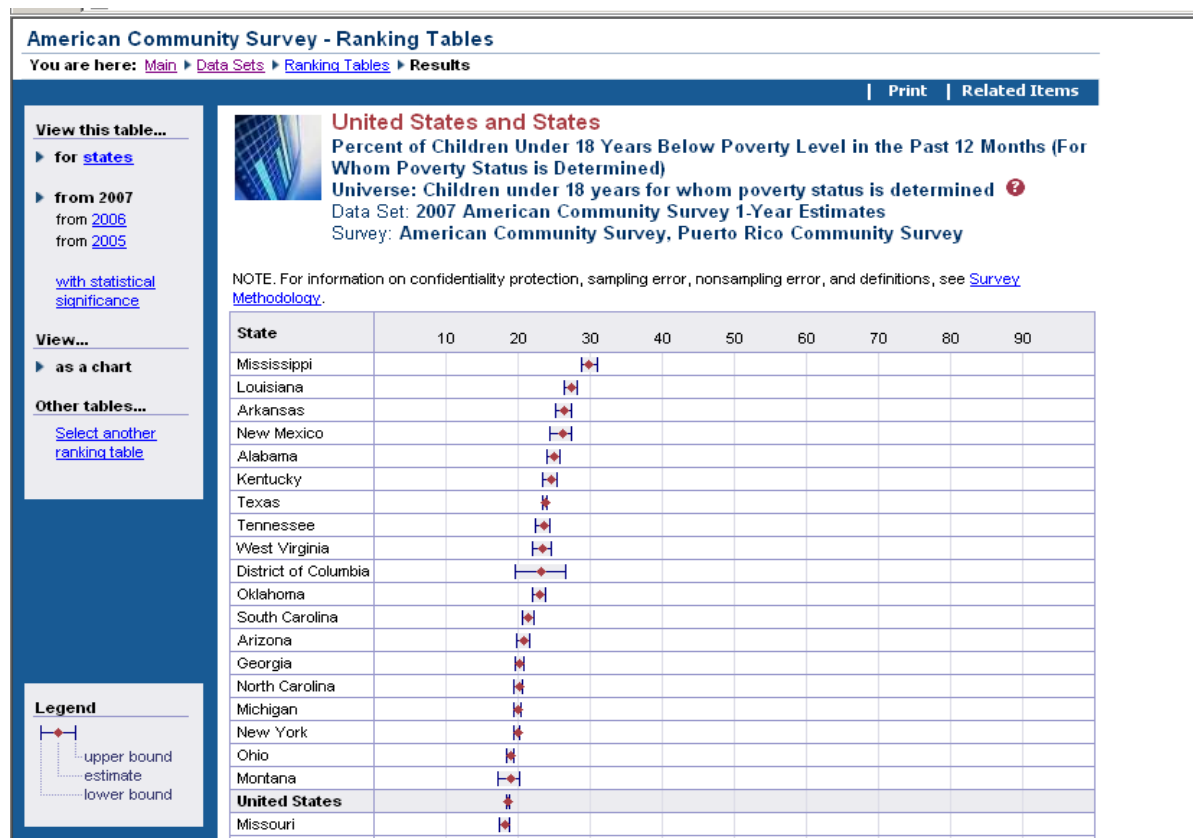 American Community Survey - Ranking Tables
You are here: Main Data Sets Ranking Tables Results
| Print | Related Items
View this table...
for states
from 2007
from 2006
from 2005
with statistical
significance
View...
as a chart
Other tables...
Select another
ranking table
Legend
upper bound
estimate
lower bound
United States and States
Percent of Children Under 18 Years Below Poverty Level in the Past 12 Months (For
Whom Poverty Status is Determined)
Universe: Children under 18 years for whom poverty status is determined ?
Data Set: 2007 American Community Survey 1-Year Estimates
Survey: American Community Survey, Puerto Rico Community Survey
NOTE. For information on confidentiality protection, sampling error, nonsampling error, and definitions, see Survey
Methodology.
State 10 20 30 40 50 60 70 80 90
Mississippi
Louisiana
Arkansas
New Mexico
Alabama
Kentucky
Texas
Tennessee
West Virginia
District of Columbia
Oklahoma
South Carolina
Arizona
Georgia
North Carolina
Michigan
New York
Ohio
Montana
United States
Missouri